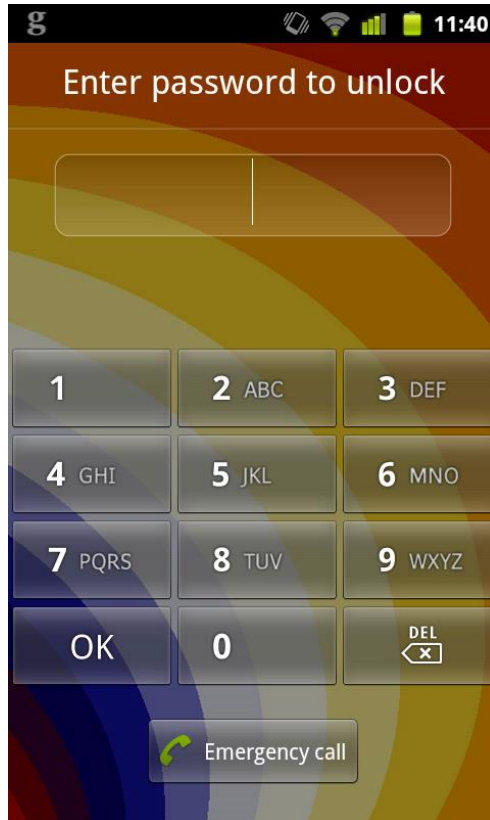 g 11:40
Enter password to unlock
1 2 ABC 3 DEF
4 GHI 5 JKL 6 MNO
7 PQRS 8 TUV 9 WXYZ
OK 0 DEL
Emergency call